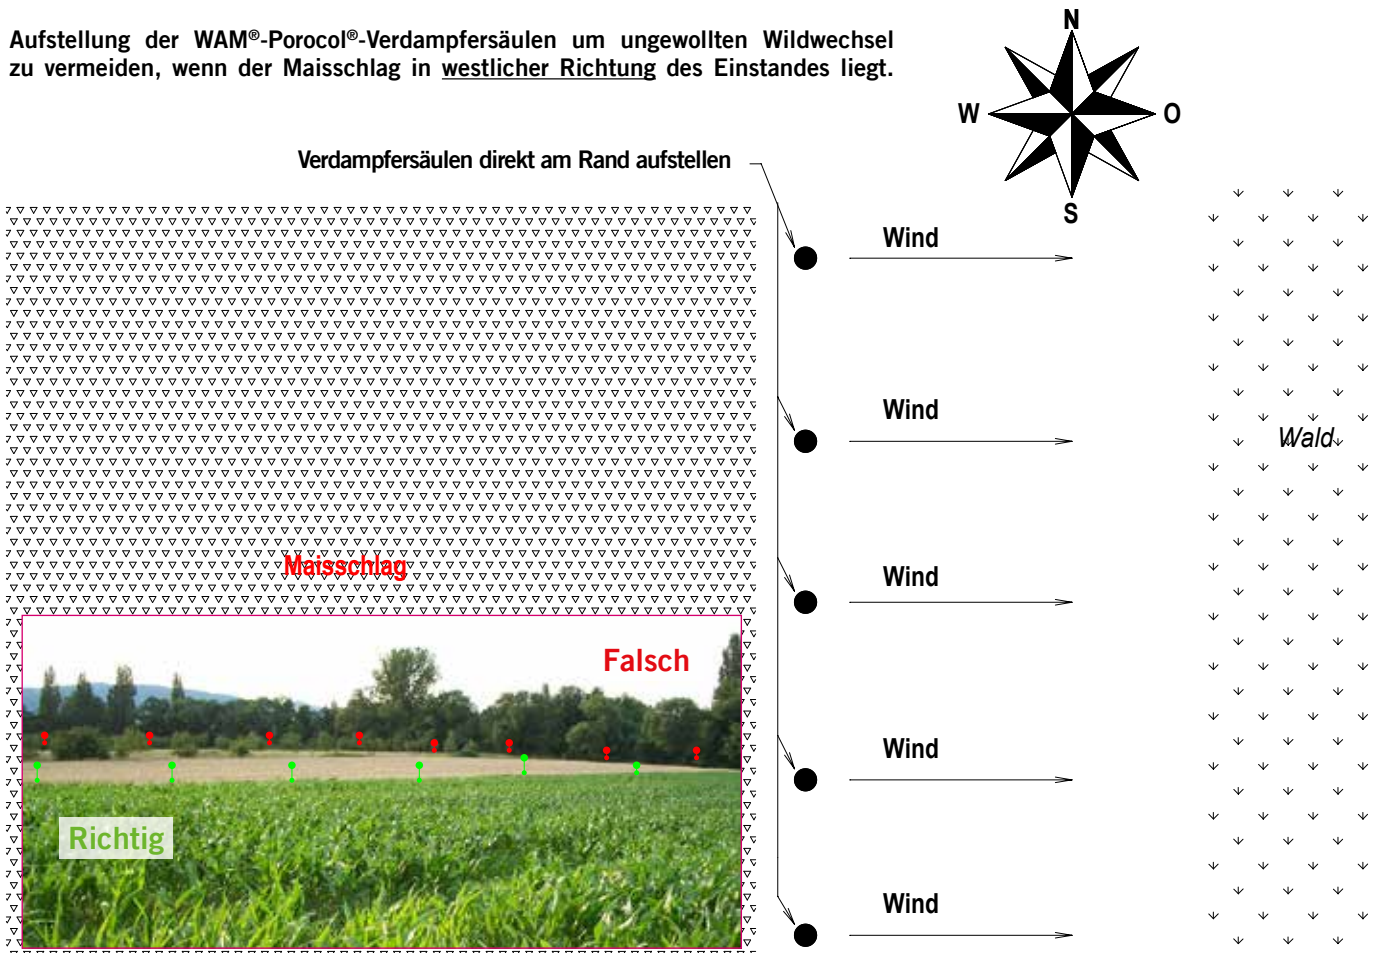 Aufstellung der WAM®-Porocol®-Verdampfersäulen um ungewollten Wildwechsel
zu vermeiden, wenn der Maisschlag in westlicher Richtung des Einstandes liegt.
N
W
O
S
Verdampfersäulen direkt am Rand aufstellen
Wind
Wind
Wald
Maisschlag
Wind
Falsch
Wind
Richtig
Wind